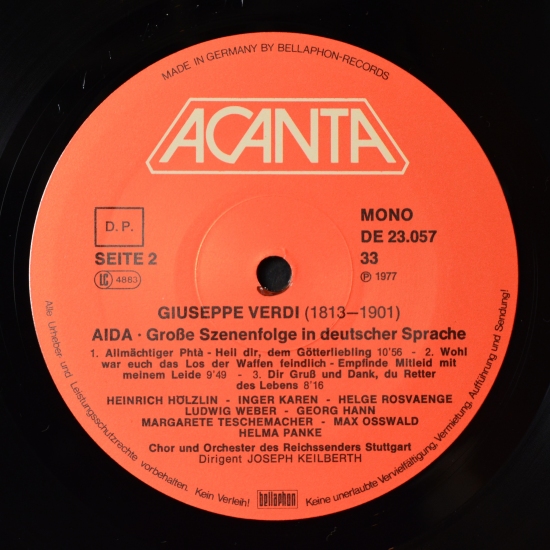 MADE IN GERMANY BY BELLAPHON-RECORDS
ACANTA
D.P.
SEITE 2
LC 4883
MONO
DE 23.057
33
Ⓟ 1977
GIUSEPPE VERDI (1813–1901)
AIDA · Große Szenenfolge in deutscher Sprache
1. Allmächtiger Phtà - Heil dir, dem Götterliebling 10'56 - 2. Wohl
war euch das Los der Waffen feindlich - Empfinde Mitleid mit
meinem Leide 9'49 - 3. Dir Gruß und Dank, du Retter
des Lebens 8'16
HEINRICH HÖLZLIN - INGER KAREN - HELGE ROSVAENGE
LUDWIG WEBER - GEORG HANN
MARGARETE TESCHEMACHER - MAX OSSWALD
HELMA PANKE
Chor und Orchester des Reichssenders Stuttgart
Dirigent JOSEPH KEILBERTH
Alle Urheber- und Leistungsschutzrechte vorbehalten. Kein Verleih!
bellaphon
Keine unerlaubte Vervielfältigung, Vermietung, Aufführung und Sendung!